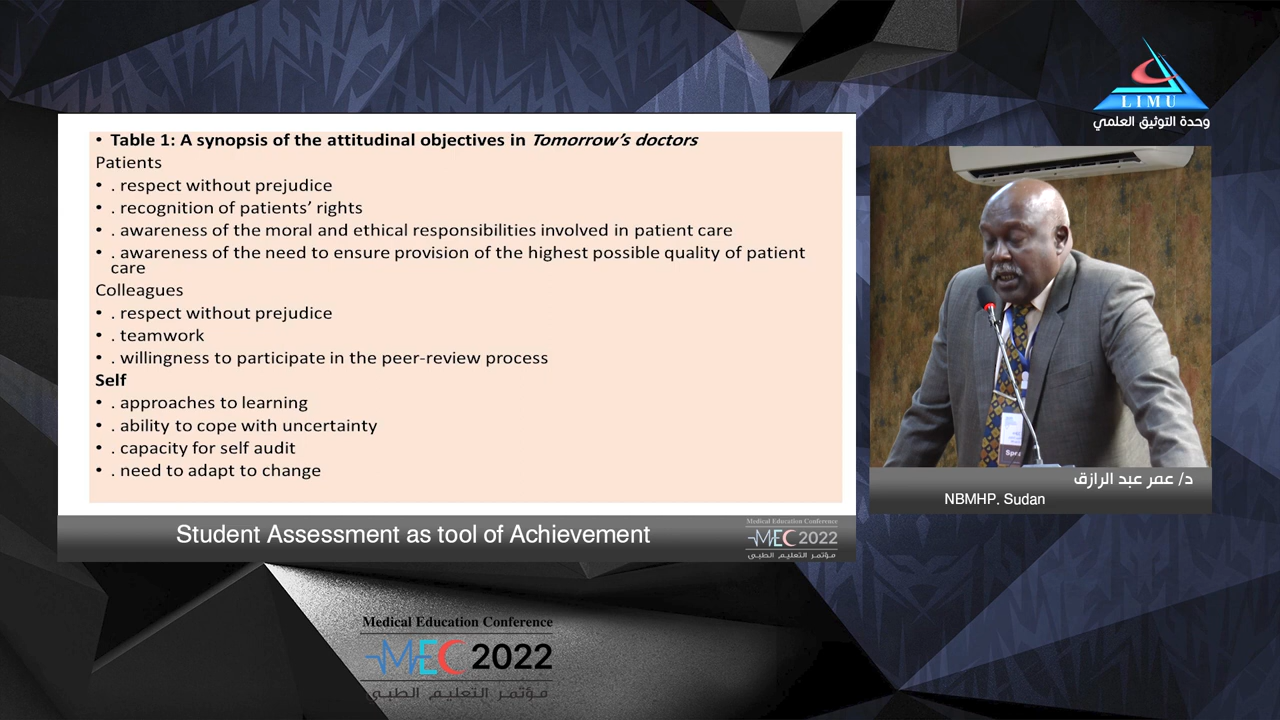 LIMU
وحدة التوثيق العلمي
• Table 1: A synopsis of the attitudinal objectives in Tomorrow's doctors
Patients
• . respect without prejudice
• . recognition of patients' rights
• . awareness of the moral and ethical responsibilities involved in patient care
• . awareness of the need to ensure provision of the highest possible quality of patient
care
Colleagues
• . respect without prejudice
• . teamwork
• . willingness to participate in the peer-review process
Self
• . approaches to learning
• . ability to cope with uncertainty
• . capacity for self audit
• . need to adapt to change
د/ عمر عبد الرازق
NBMHP. Sudan
Student Assessment as tool of Achievement
Medical Education Conference
MEC 2022
مؤتمر التعليم الطبي
Medical Education Conference
MEC 2022
مؤتمر التعليم الطبي